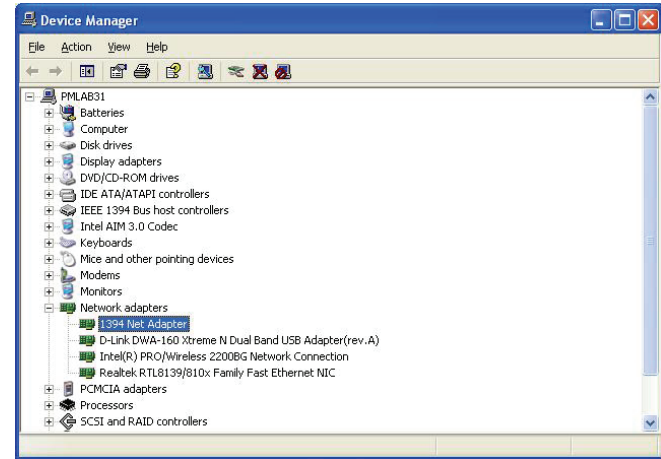 Device Manager
File Action View Help
PMLAB31
Batteries
Computer
Disk drives
Display adapters
DVD/CD-ROM drives
IDE ATA/ATAPI controllers
IEEE 1394 Bus host controllers
Intel AIM 3.0 Codec
Keyboards
Mice and other pointing devices
Modems
Monitors
Network adapters
1394 Net Adapter
D-Link DWA-160 Xtreme N Dual Band USB Adapter(rev.A)
Intel(R) PRO/Wireless 2200BG Network Connection
Realtek RTL8139/810x Family Fast Ethernet NIC
PCMCIA adapters
Processors
SCSI and RAID controllers